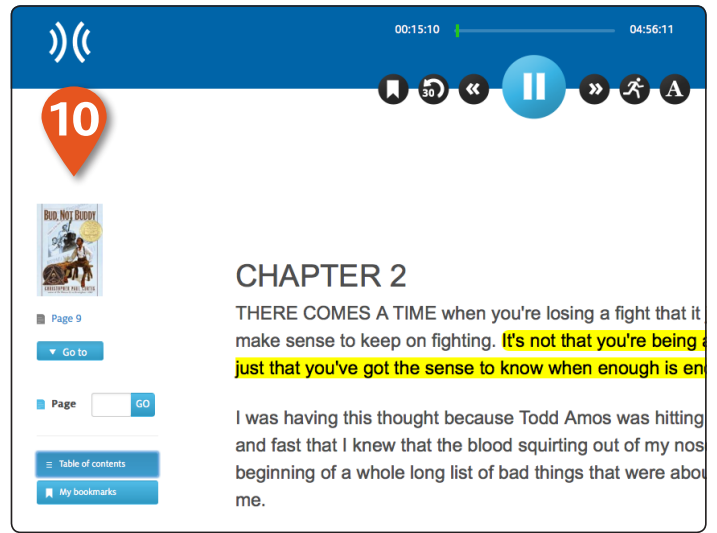 00:15:10 04:56:11
30 A
10
BUD, NOT BUDDY
CHRISTOPHER PAUL CURTIS
Page 9
Go to
Page GO
Table of contents
My bookmarks
CHAPTER 2
THERE COMES A TIME when you're losing a fight that it
make sense to keep on fighting. It's not that you're being
just that you've got the sense to know when enough is
I was having this thought because Todd Amos was hitting
and fast that I knew that the blood squirting out of my
beginning of a whole long list of bad things that were
me.